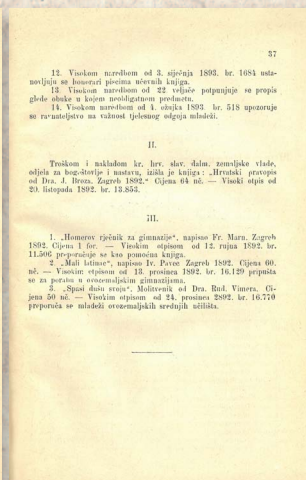 37
12. Visokom naredbom od 3. siječnja 1893. br. 1684 usta-
novljuju se honorari piscima učevnih knjiga.
13. Visokom naredbom od 22 veljače potpunjuje se propis
glede obuke u kojem neobligatnom predmetu.
14. Visokom naredbom od 4. ožujka 1893. br. 518 upozoruje
se ravnateljstvo na važnost tjelesnog odgoja mladeži.
II.
Troškom i nakladom kr. hrv. slav. dalm. zemaljske vlade,
odjela za bogoštovlje i nastavu, izišla je knjiga: „Hrvatski pravopis
od Dra. J. Broza. Zagreb 1892.“ Cijena 64 nč. — Visoki otpis od
20. listopada 1892. br. 13.853.
III.
1. „Homerov rječnik za gimnazije“, napisao Fr. Marn. Zagreb
1892. Cijena 1 for. — Visokim otpisom od 12. rujna 1892. br.
11.506 preporučuje se kao pomoćna knjiga.
2. „Mali latinac“, napisao Iv. Pavec Zagreb 1892. Cijena 60.
nč. — Visokim otpisom od 13. prosinca 1892. br. 16.129 pripušta
se za porabu u ovozemaljskim gimnazijama.
3. „Spasi dušu svoju“. Molitvenik od Dra. Rud. Vimera. Ci-
jena 50 nč. — Visokim otpisom od 24. prosinca 2892. br. 16.770
preporuča se mladeži ovozemaljskih srednjih učilišta.